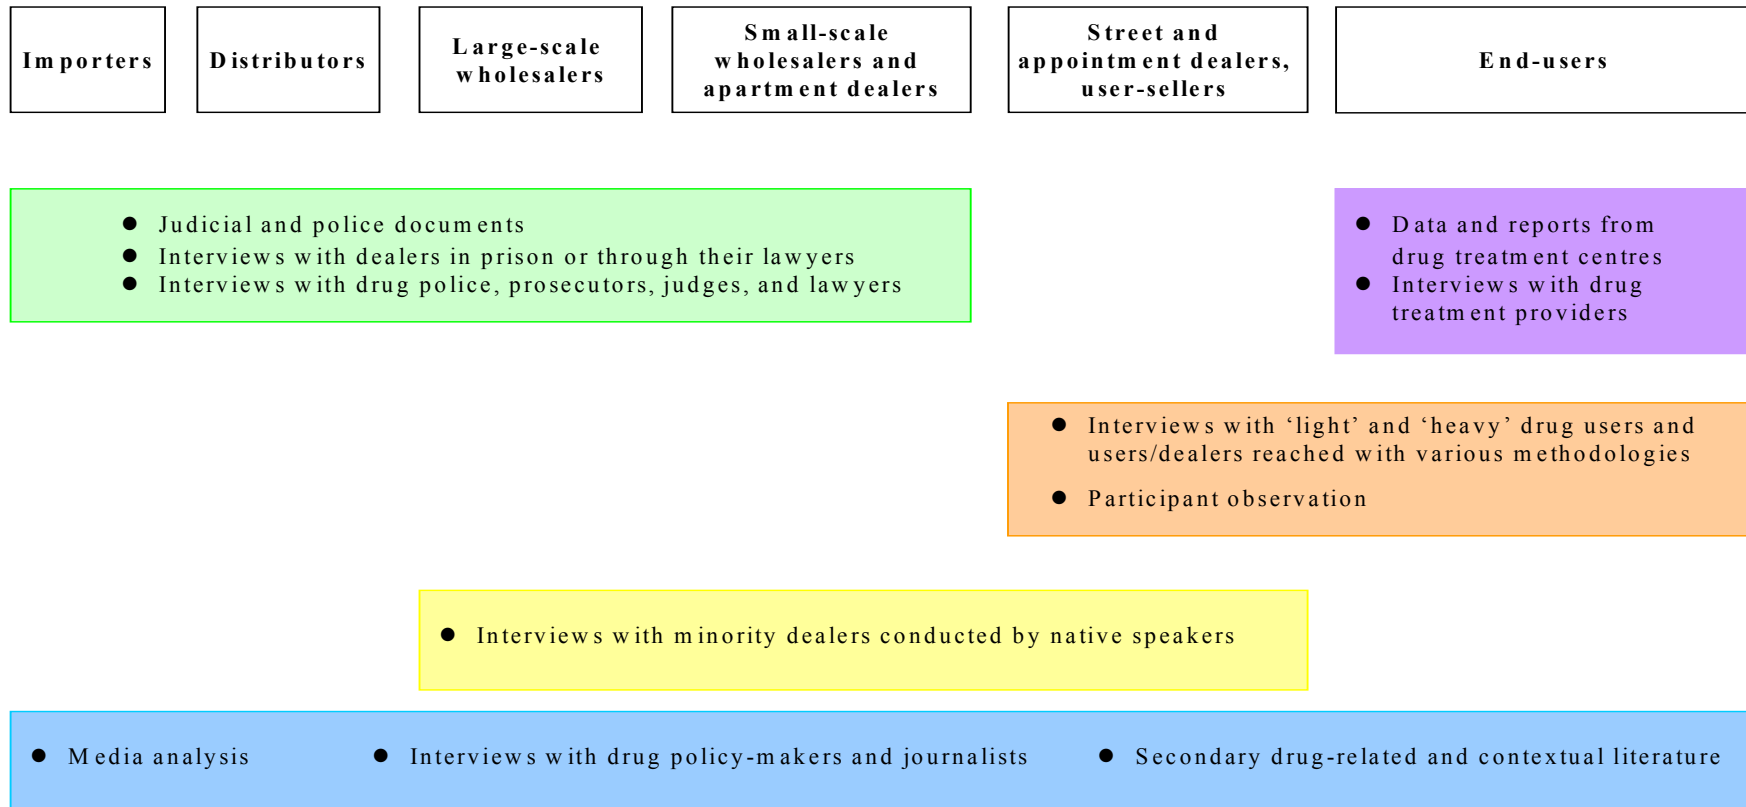 Importers
Distributors
Large-scale
wholesalers
Small-scale
wholesalers and
apartment dealers
Street and
appointment dealers,
user-sellers
End-users
● Judicial and police documents
● Interviews with dealers in prison or through their lawyers
● Interviews with drug police, prosecutors, judges, and lawyers
● Data and reports from
drug treatment centres
● Interviews with drug
treatment providers
● Interviews with ‘light’ and ‘heavy’ drug users and
users/dealers reached with various methodologies
● Participant observation
● Interviews with minority dealers conducted by native speakers
● Media analysis
● Interviews with drug policy-makers and journalists
● Secondary drug-related and contextual literature